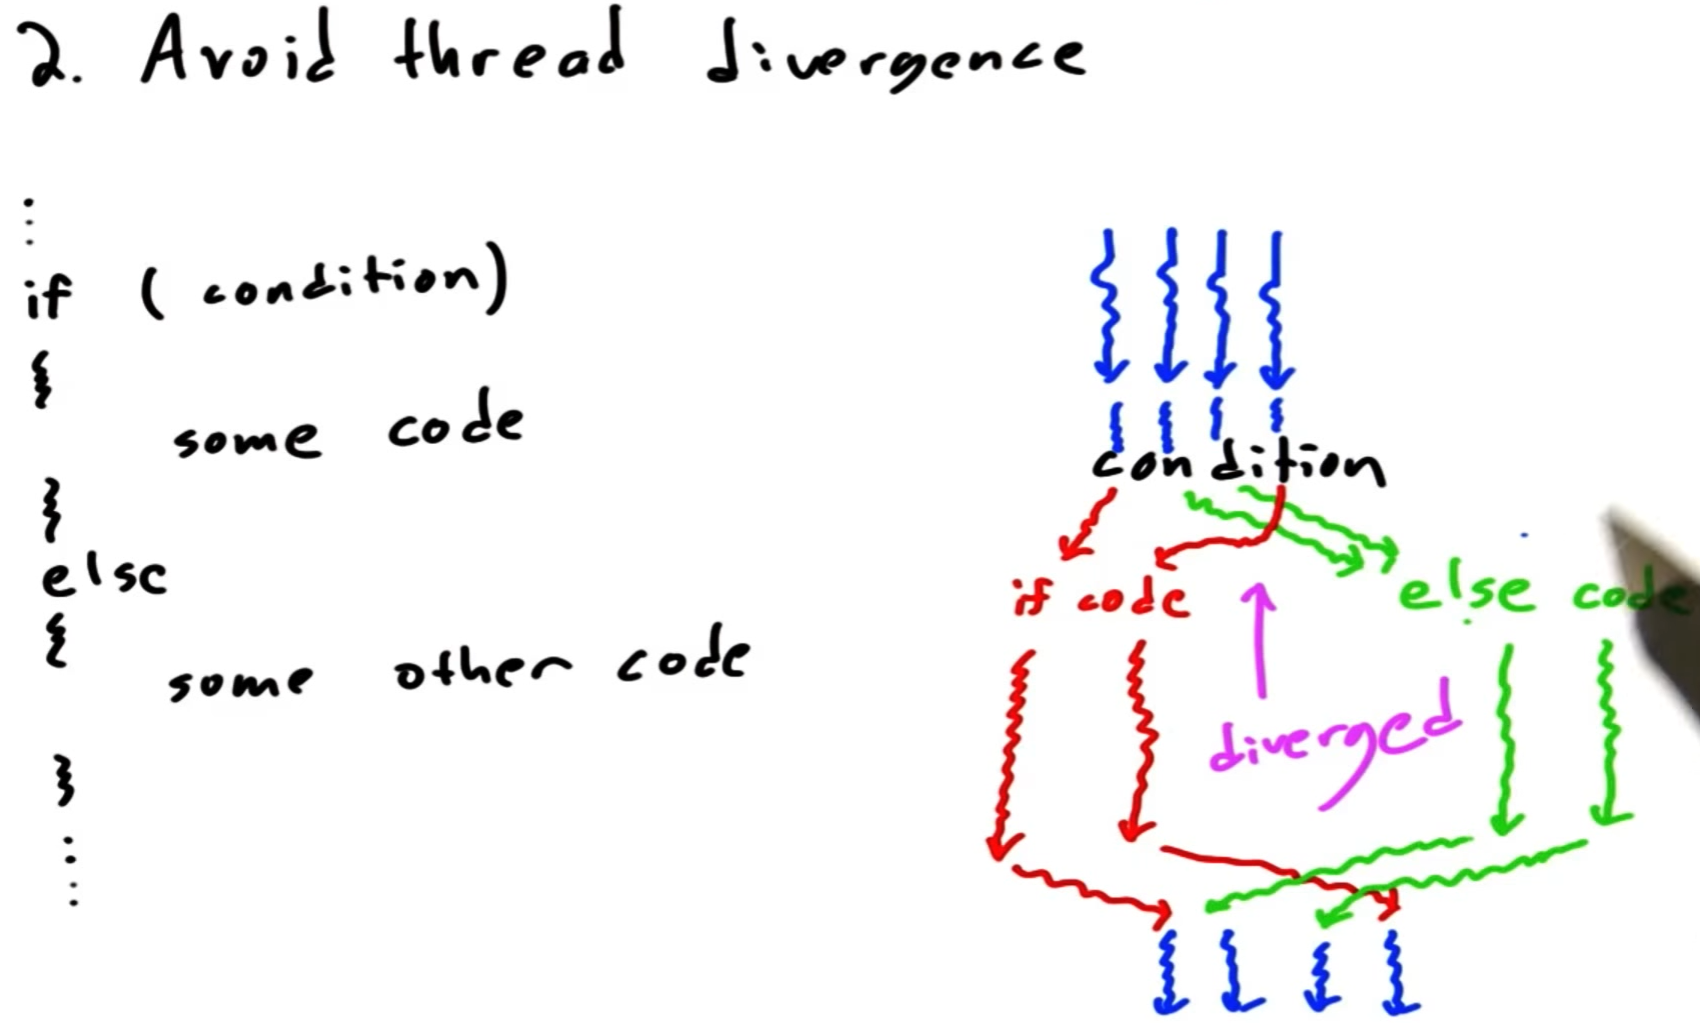 2. Avoid thread divergence
⋮
if ( condition)
{
some code
}
else
{
some other code
}
⋮
condition
if code
else code
diverged